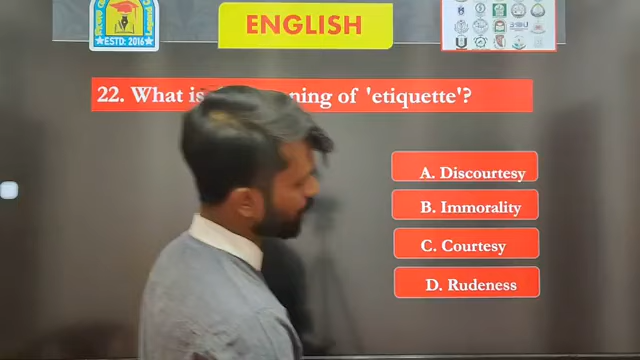 ENGLISH
ESTD: 2016
22. What is ning of 'etiquette'?
A. Discourtesy
B. Immorality
C. Courtesy
D. Rudeness